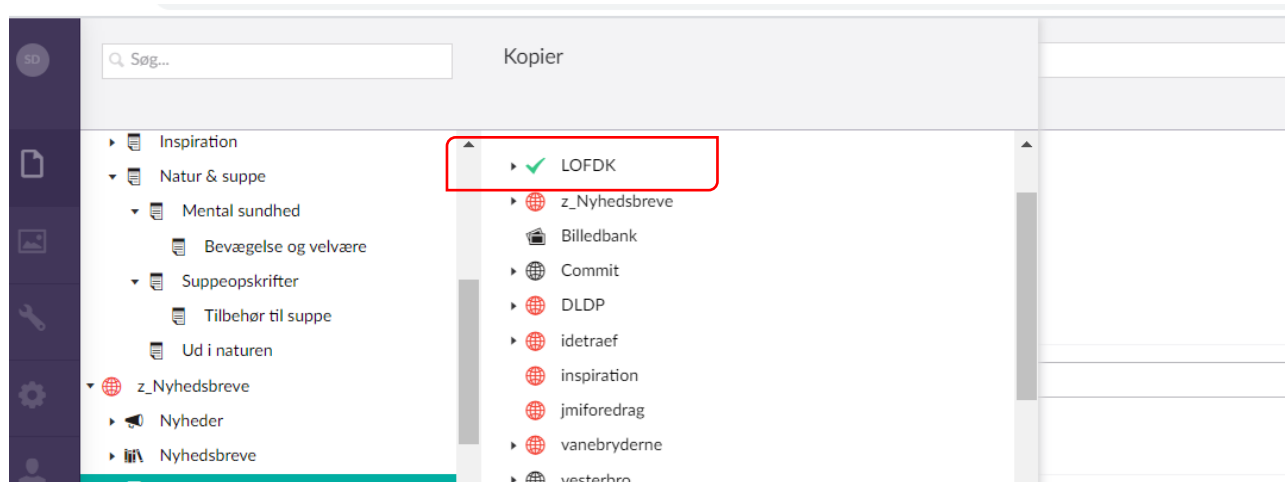 SD
Søg...
Kopier
Inspiration
Natur & suppe
Mental sundhed
Bevægelse og velvære
Suppeopskrifter
Tilbehør til suppe
Ud i naturen
z_Nyhedsbreve
Nyheder
Nyhedsbreve
LOFDK
z_Nyhedsbreve
Billedbank
Commit
DLDP
idetraef
inspiration
jmiforedrag
vanebryderne
vesterbro